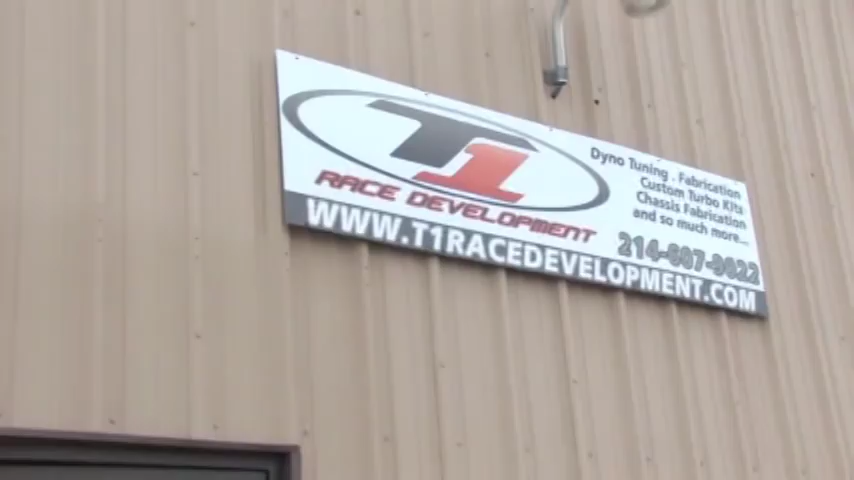 T1
RACE DEVELOPMENT
Dyno Tuning . Fabrication
Custom Turbo Kits
Chassis Fabrication
and so much more...
WWW.T1RACEDEVELOPMENT.COM